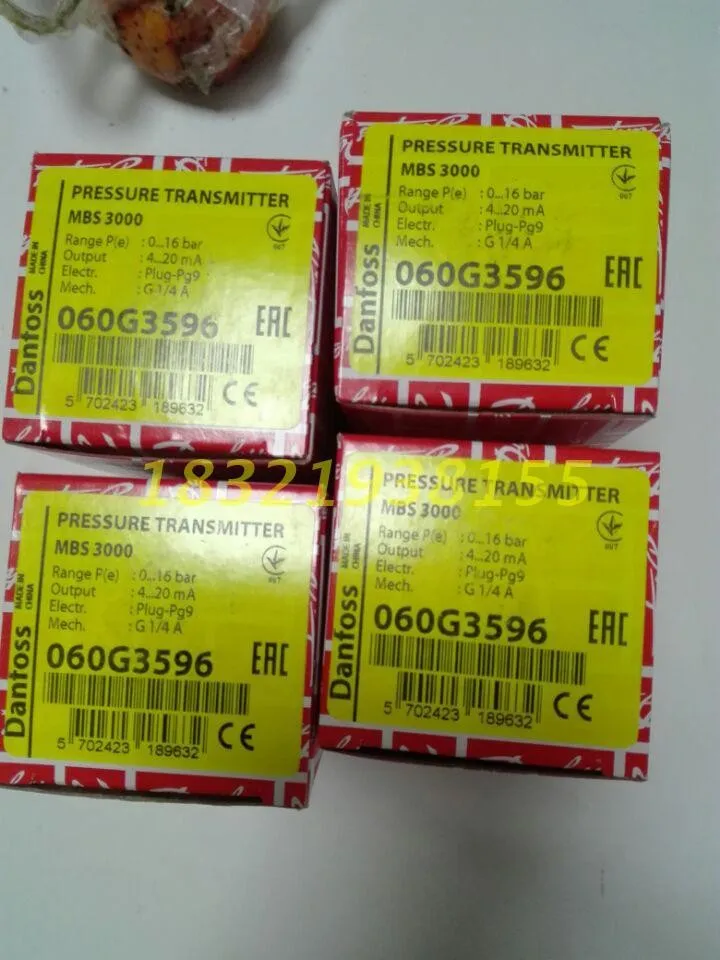 PRESSURE TRANSMITTER
MBS 3000
Range P(e) : 0...16 bar
Output : 4...20 mA
Electr. : Plug-Pg9
Mech. : G 1/4 A
060G3596
EAC
5 702423 189632
CE
Danfoss
MADE IN
CHINA
OUT
PRESSURE TRANSMITTER
MBS 3000
Range P(e) : 0...16 bar
Output : 4...20 mA
Electr. : Plug-Pg9
Mech. : G 1/4 A
060G3596
EAC
5 702423 189632
CE
Danfoss
MADE IN
CHINA
OUT
18321938155
PRESSURE TRANSMITTER
MBS 3000
Range P(e) : 0...16 bar
Output : 4...20 mA
Electr. : Plug-Pg9
Mech. : G 1/4 A
060G3596
EAC
5 702423 189632
CE
Danfoss
MADE IN
CHINA
OUT
PRESSURE TRANSMITTER
MBS 3000
Range P(e) : 0...16 bar
Output : 4...20 mA
Electr. : Plug-Pg9
Mech. : G 1/4 A
060G3596
EAC
5 702423 189632
CE
Danfoss
MADE IN
CHINA
OUT